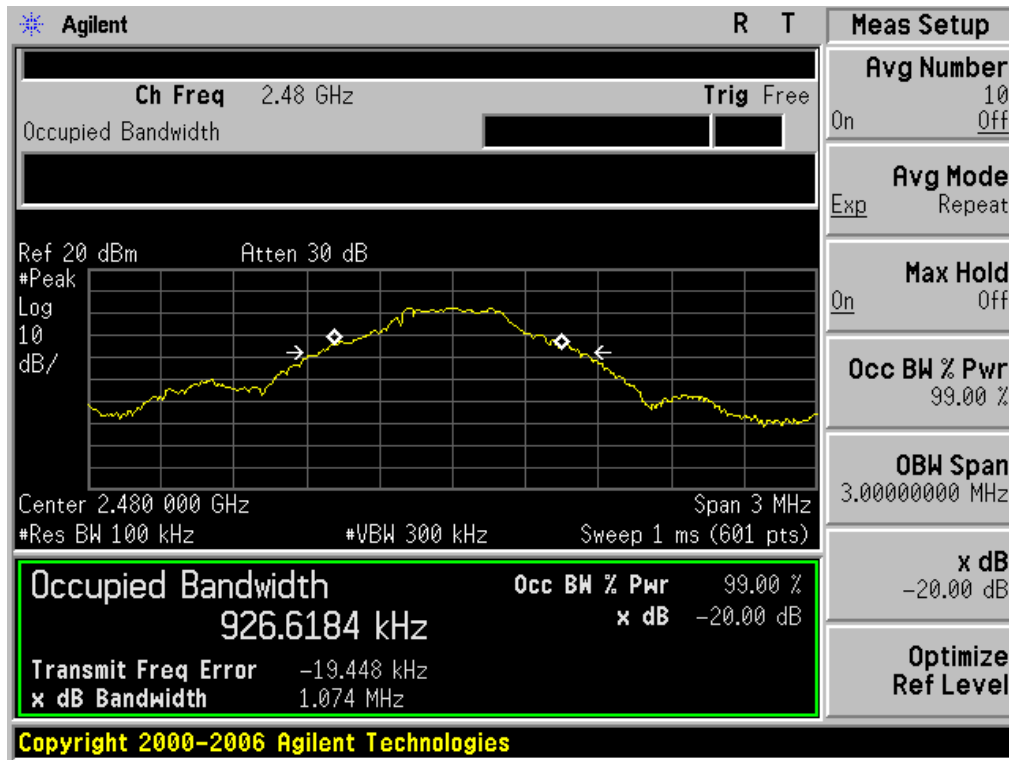 Agilent R T
Ch Freq 2.48 GHz Trig Free
Occupied Bandwidth
Ref 20 dBm Atten 30 dB
#Peak
Log
10
dB/
Center 2.480 000 GHz Span 3 MHz
#Res BW 100 kHz #VBW 300 kHz Sweep 1 ms (601 pts)
Occupied Bandwidth Occ BW % Pwr 99.00 %
926.6184 kHz x dB -20.00 dB
Transmit Freq Error -19.448 kHz
x dB Bandwidth 1.074 MHz
Copyright 2000-2006 Agilent Technologies
Meas Setup
Avg Number
10
On Off
Avg Mode
Exp Repeat
Max Hold
On Off
Occ BW % Pwr
99.00 %
OBW Span
3.00000000 MHz
x dB
-20.00 dB
Optimize
Ref Level